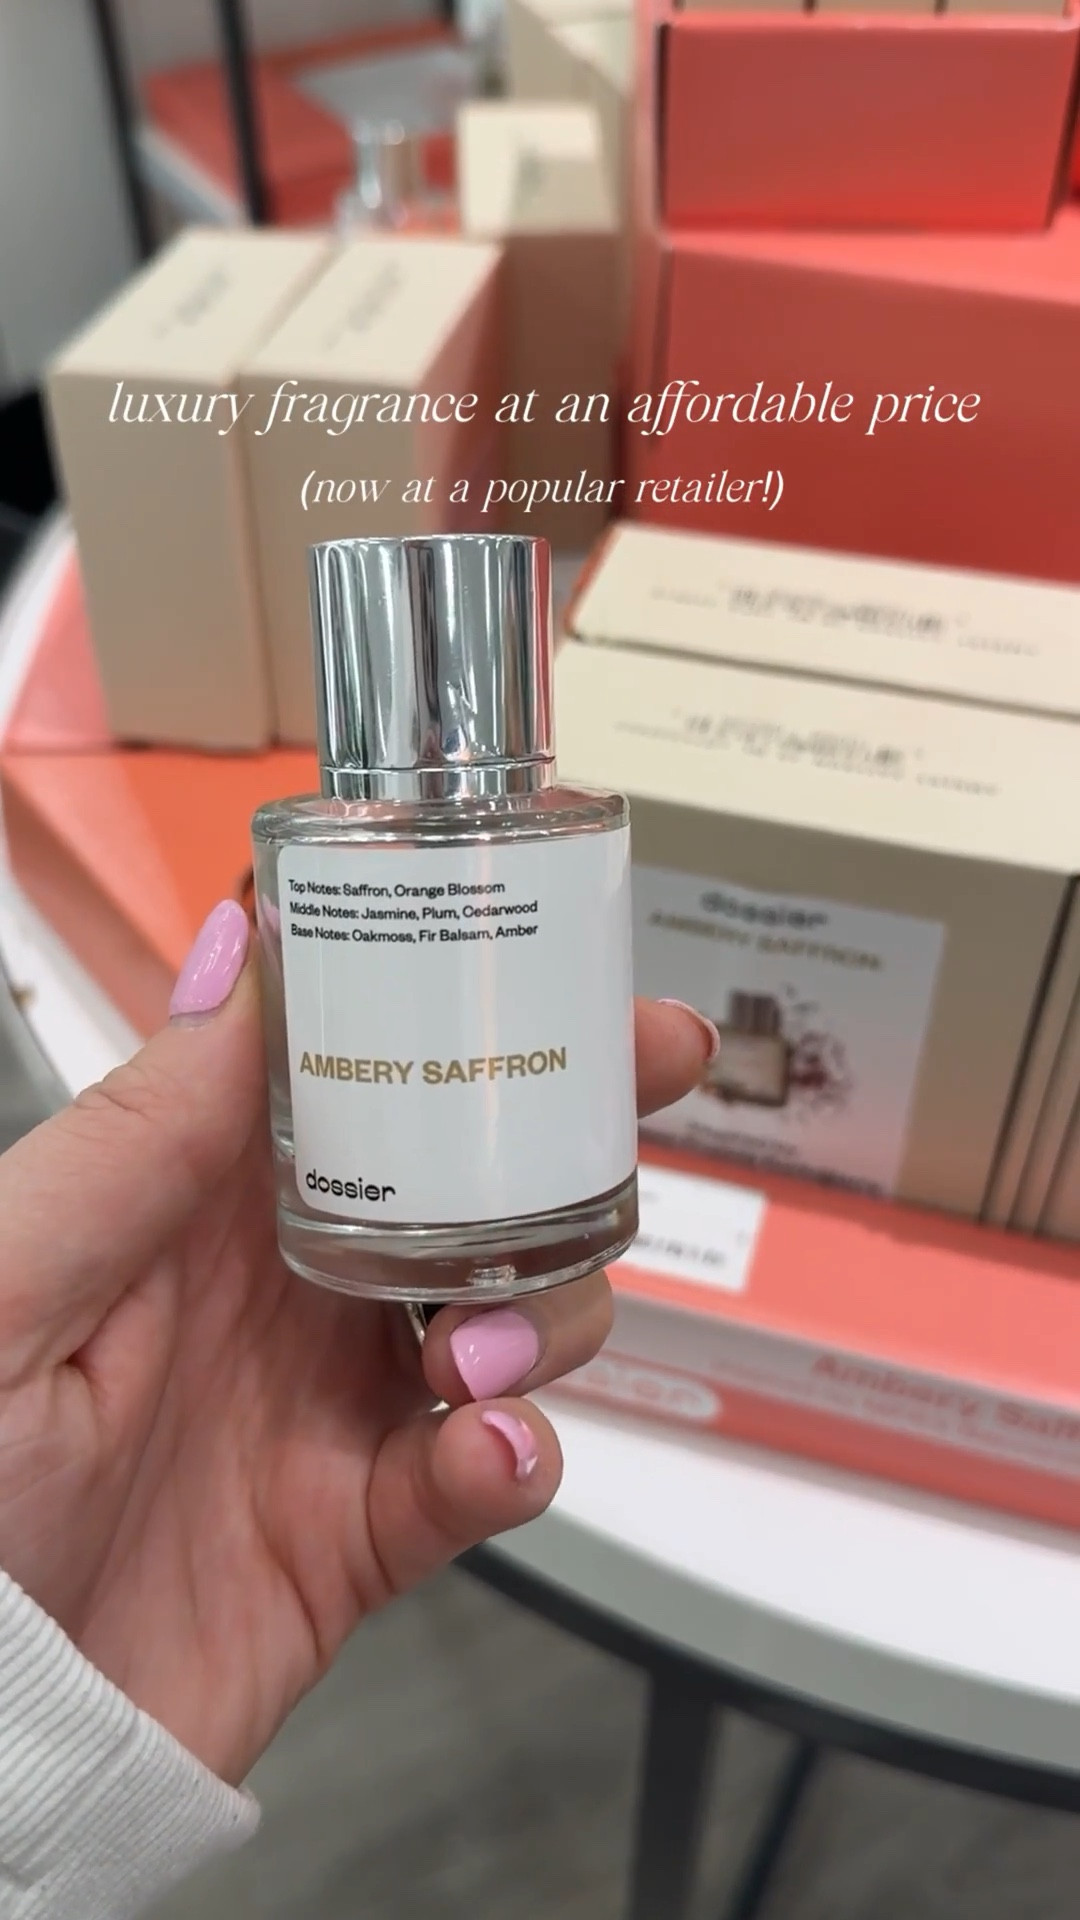 luxury fragrance at an affordable price
(now at a popular retailer!)
Top Notes: Saffron, Orange Blossom
Middle Notes: Jasmine, Plum, Cedarwood
Base Notes: Oakmoss, Fir Balsam, Amber
AMBERY SAFFRON
dossier
dossier
AMBERY SAFFRON
Ambery